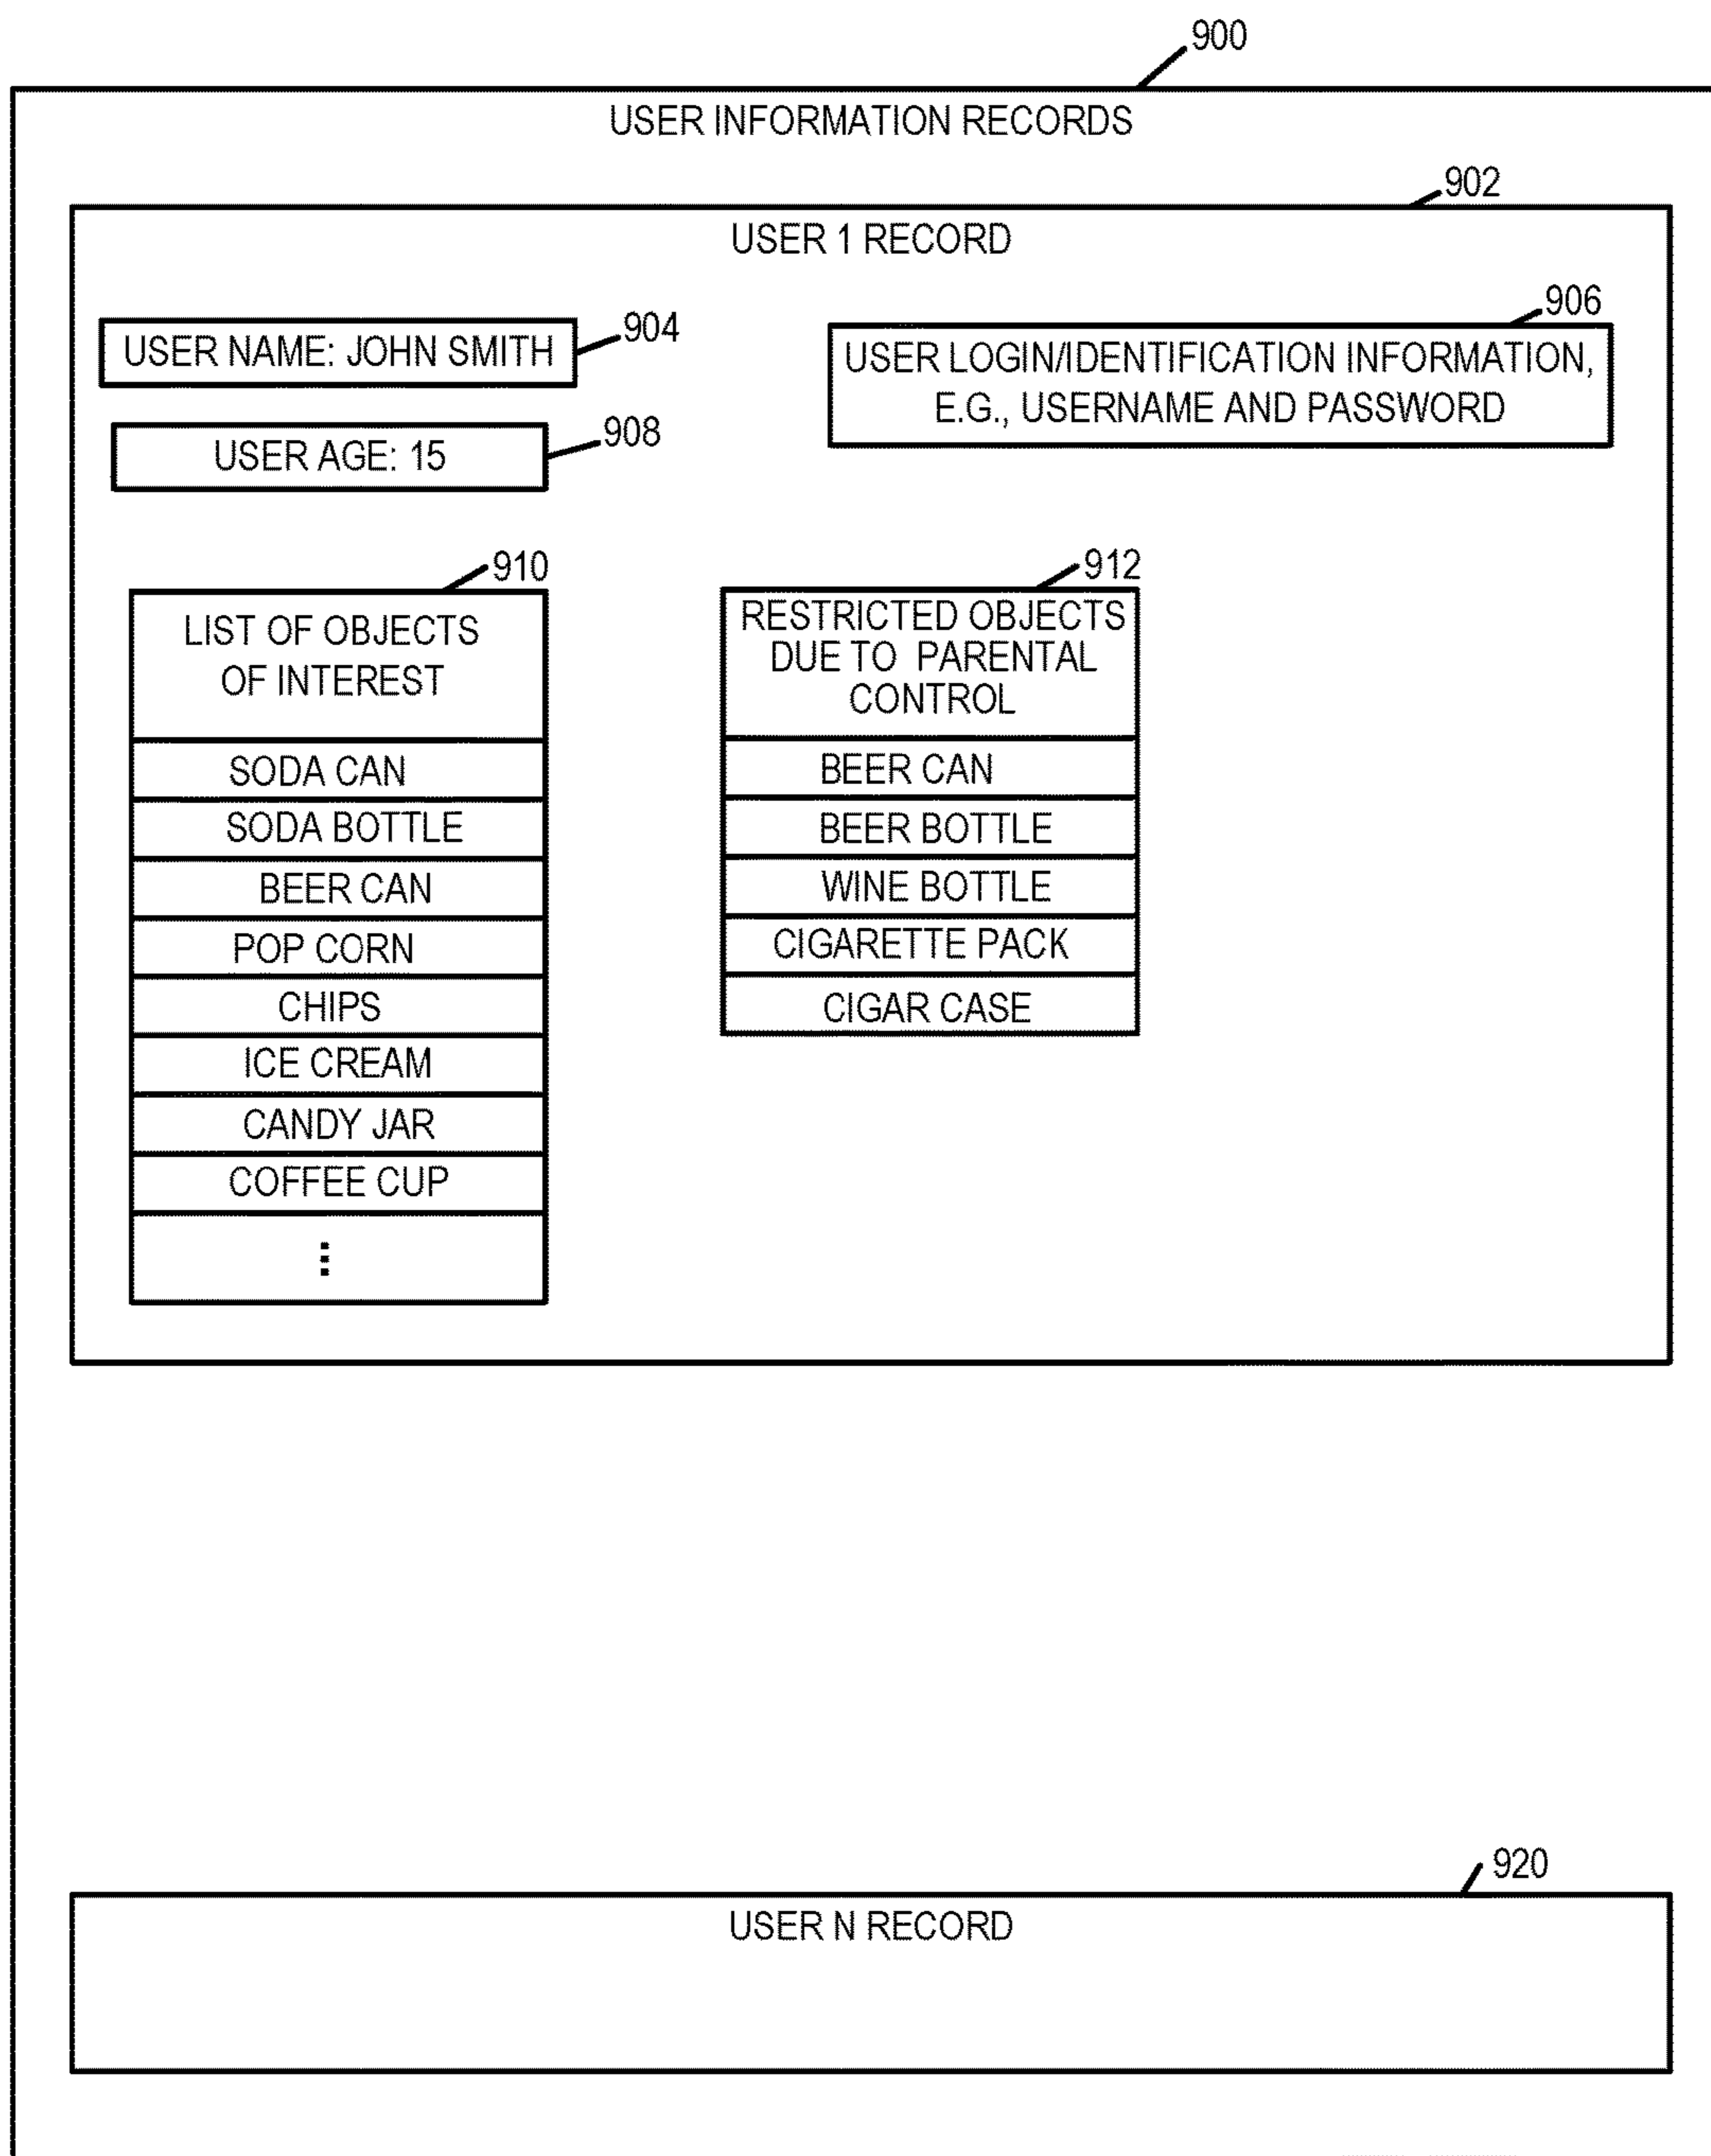 900
USER INFORMATION RECORDS
902
USER 1 RECORD
904
USER NAME: JOHN SMITH
906
USER LOGIN/IDENTIFICATION INFORMATION,
E.G., USERNAME AND PASSWORD
908
USER AGE: 15
910
LIST OF OBJECTS
OF INTEREST
SODA CAN
SODA BOTTLE
BEER CAN
POP CORN
CHIPS
ICE CREAM
CANDY JAR
COFFEE CUP
⋮
912
RESTRICTED OBJECTS
DUE TO PARENTAL
CONTROL
BEER CAN
BEER BOTTLE
WINE BOTTLE
CIGARETTE PACK
CIGAR CASE
920
USER N RECORD